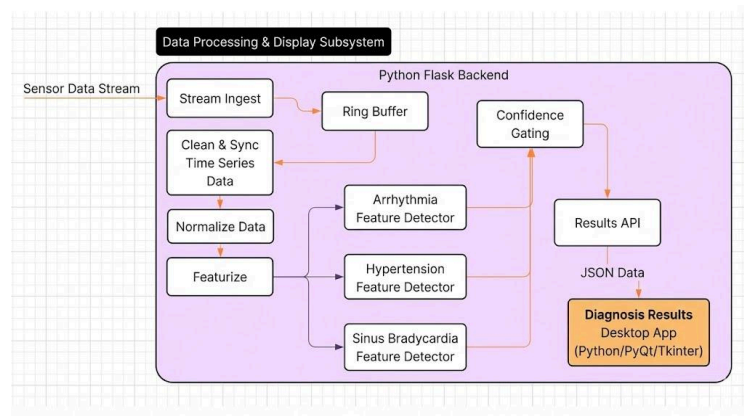 Data Processing & Display Subsystem
Python Flask Backend
Sensor Data Stream
Stream Ingest
Ring Buffer
Confidence
Gating
Clean & Sync
Time Series
Data
Arrhythmia
Feature Detector
Normalize Data
Results API
Featurize
Hypertension
Feature Detector
JSON Data
Diagnosis Results
Desktop App
(Python/PyQt/Tkinter)
Sinus Bradycardia
Feature Detector